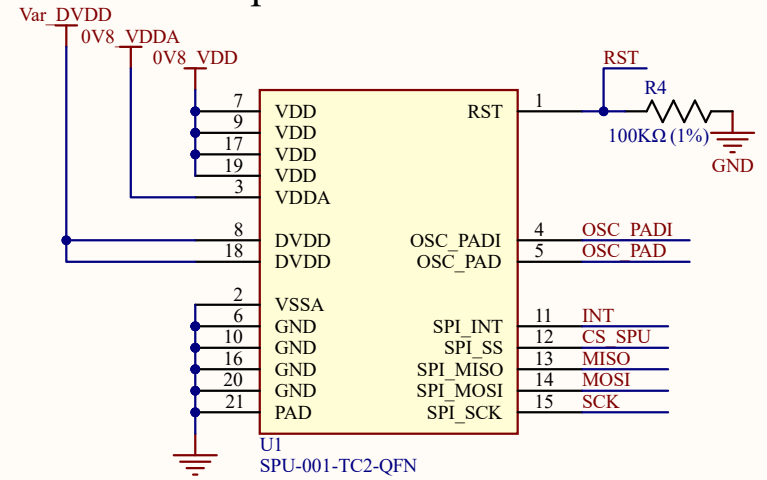 Var_DVDD
0V8_VDDA
0V8_VDD
RST
R4
100KΩ (1%)
GND
7 VDD RST 1
9 VDD
17 VDD
19 VDD
3 VDDA
8 DVDD OSC_PADI 4 OSC_PADI
18 DVDD OSC_PAD 5 OSC_PAD
2 VSSA
6 GND SPI_INT 11 INT
10 GND SPI_SS 12 CS_SPU
16 GND SPI_MISO 13 MISO
20 GND SPI_MOSI 14 MOSI
21 PAD SPI_SCK 15 SCK
U1
SPU-001-TC2-QFN